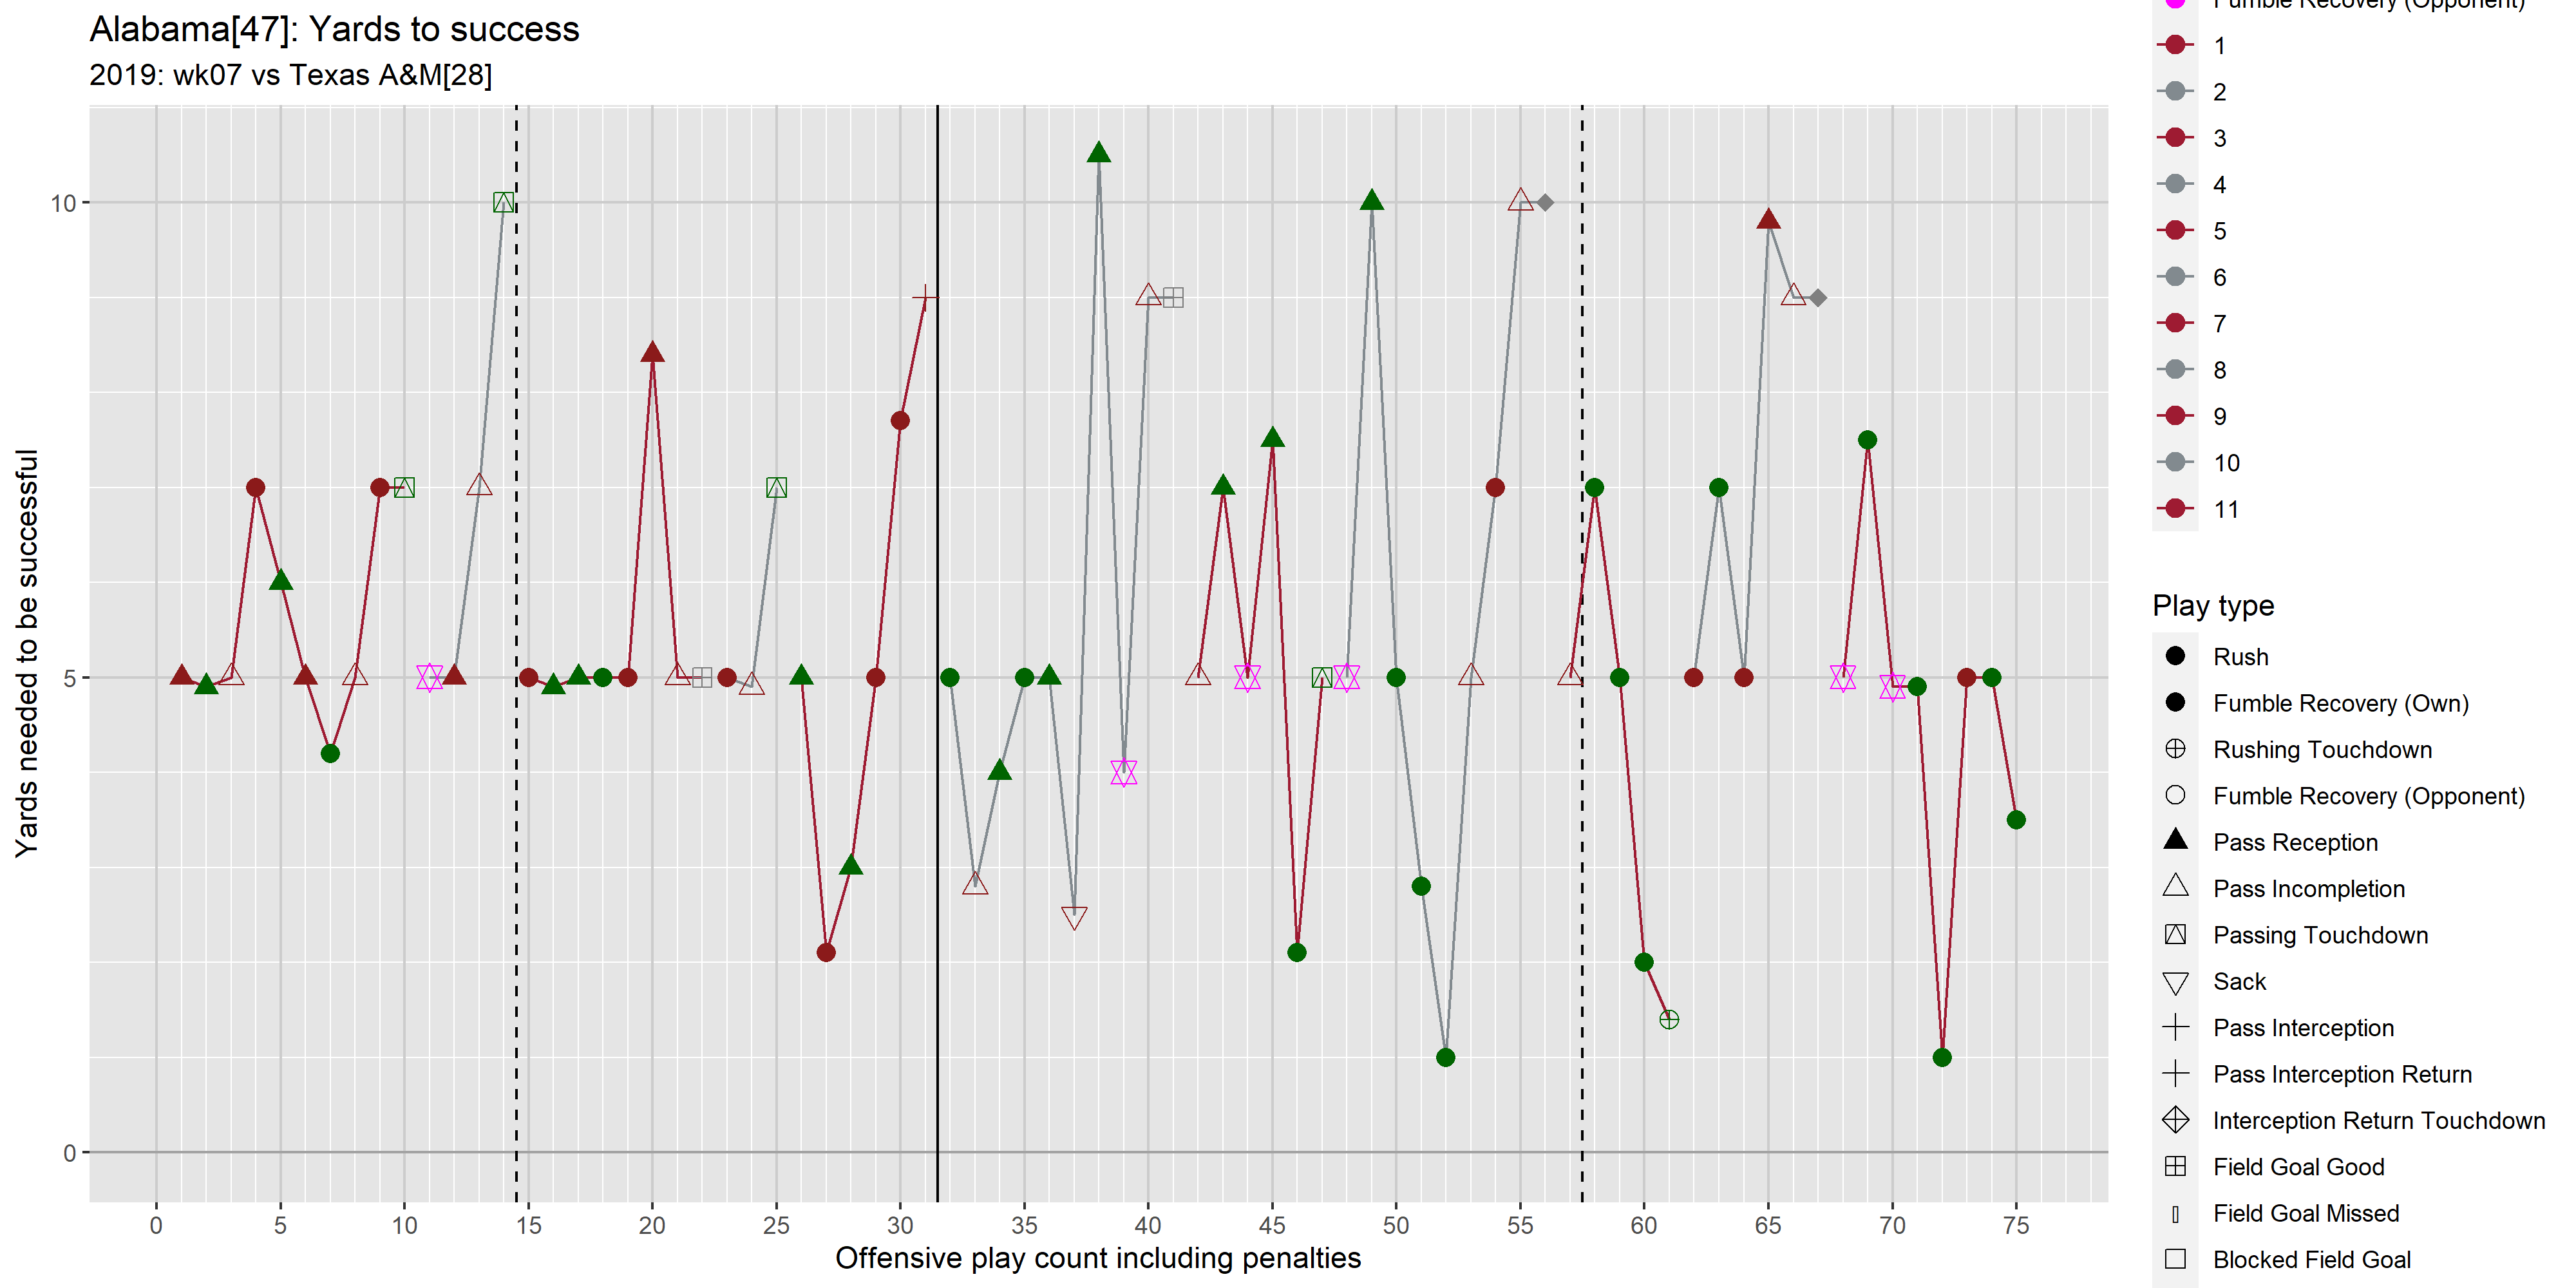 Alabama[47]: Yards to success
2019: wk07 vs Texas A&M[28]
Yards needed to be successful
10
5
0
0
5
10
15
20
25
30
35
40
45
50
55
60
65
70
75
Offensive play count including penalties
Fumble Recovery (Opponent)
1
2
3
4
5
6
7
8
9
10
11
Play type
Rush
Fumble Recovery (Own)
Rushing Touchdown
Fumble Recovery (Opponent)
Pass Reception
Pass Incompletion
Passing Touchdown
Sack
Pass Interception
Pass Interception Return
Interception Return Touchdown
Field Goal Good
Field Goal Missed
Blocked Field Goal